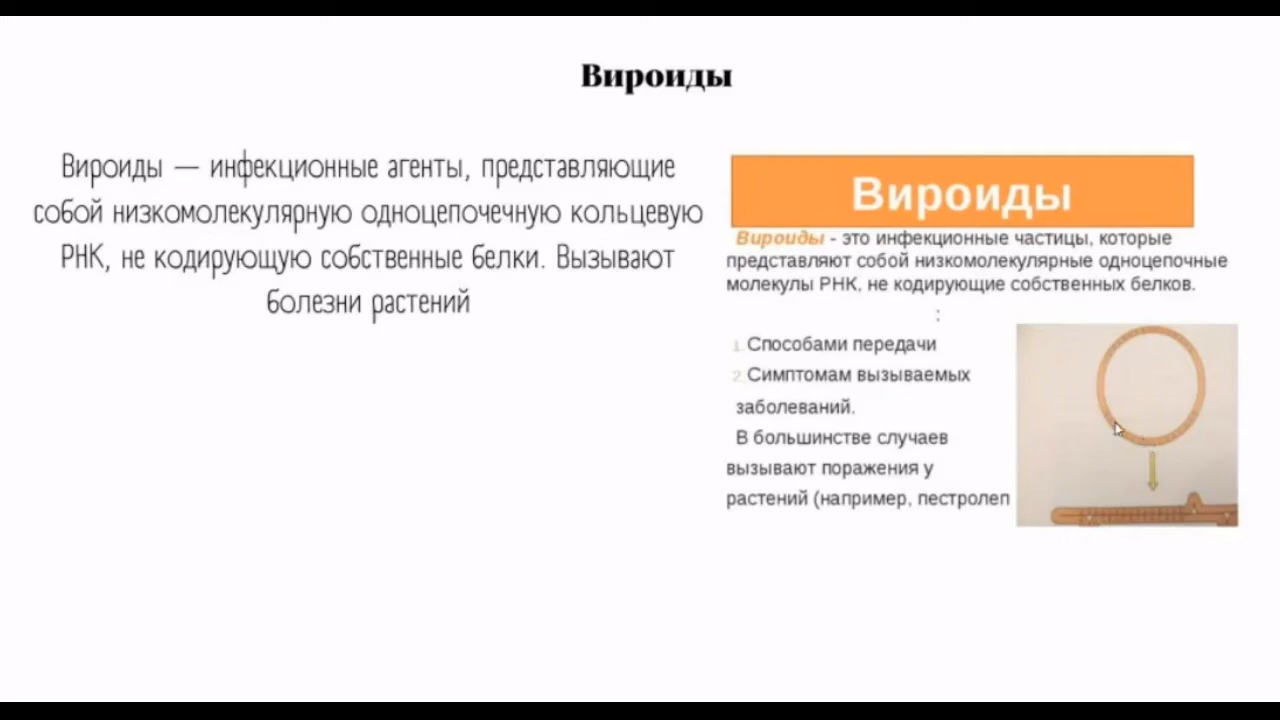 Вироиды
Вироиды — инфекционные агенты, представляющие
собой низкомолекулярную одноцепочечную кольцевую
РНК, не кодирующую собственные белки. Вызывают
болезни растений
Вироиды
Вироиды - это инфекционные частицы, которые
представляют собой низкомолекулярные одноцепочные
молекулы РНК, не кодирующие собственных белков.
:
1. Способами передачи
2. Симптомам вызываемых
заболеваний.
В большинстве случаев
вызывают поражения у
растений (например, пестролеп